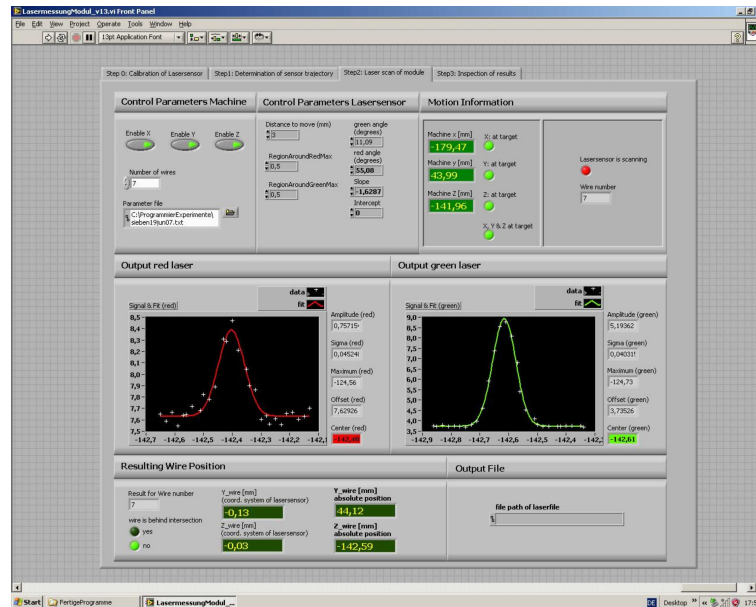 LasermessungModul_v13.vi Front Panel
File Edit View Project Operate Tools Window Help
13pt Application Font
Step 0: Calibration of Lasersensor
Step1: Determination of sensor trajectory
Step2: Laser scan of module
Step3: Inspection of results
Control Parameters Machine
Enable X
Enable Y
Enable Z
Number of wires
7
Parameter file
C:\ProgrammierExperimente\
sieben19jun07.txt
Control Parameters Lasersensor
Distance to move (mm)
3
RegionAroundRedMax
0,5
RegionAroundGreenMax
0,5
green angle
(degrees)
11,09
red angle
(degrees)
55,08
Slope
-1,6287
Intercept
0
Motion Information
Machine x [mm]
-179,47
X: at target
Machine y [mm]
43,99
Y: at target
Machine Z [mm]
-141,96
Z: at target
X, Y & Z at target
Lasersensor is scanning
Wire number
7
Output red laser
data
fit
Signal & Fit (red)
8,5
8,4
8,3
8,2
8,1
8,0
7,9
7,8
7,7
7,6
7,5
-142,7 -142,6 -142,5 -142,4 -142,3 -142,2 -142,
Amplitude (red)
0,75715
Sigma (red)
0,04524
Maximum (red)
-124,56
Offset (red)
7,62926
Center (red)
Output green laser
data
fit
Signal & Fit (green)
9,0
8,5
8,0
7,5
7,0
6,5
6,0
5,5
5,0
4,5
4,0
3,5
-142,9 -142,8 -142,7 -142,6 -142,5 -142,4 -142,
Amplitude (green)
5,19362
Sigma (green)
0,04031
Maximum (green)
-124,73
Offset (green)
3,73526
Center (green)
-142,61
Resulting Wire Position
Result for Wire number
7
wire is behind intersection
yes
no
Y_wire [mm]
(coord. system of lasersensor)
-0,13
Z_wire [mm]
(coord. system of lasersensor)
-0,03
Y_wire [mm]
absolute position
44,12
Z_wire [mm]
absolute position
-142,59
Output File
file path of laserfile
Start
FertigeProgramme
LasermessungModul_...
DE
Desktop
17:5